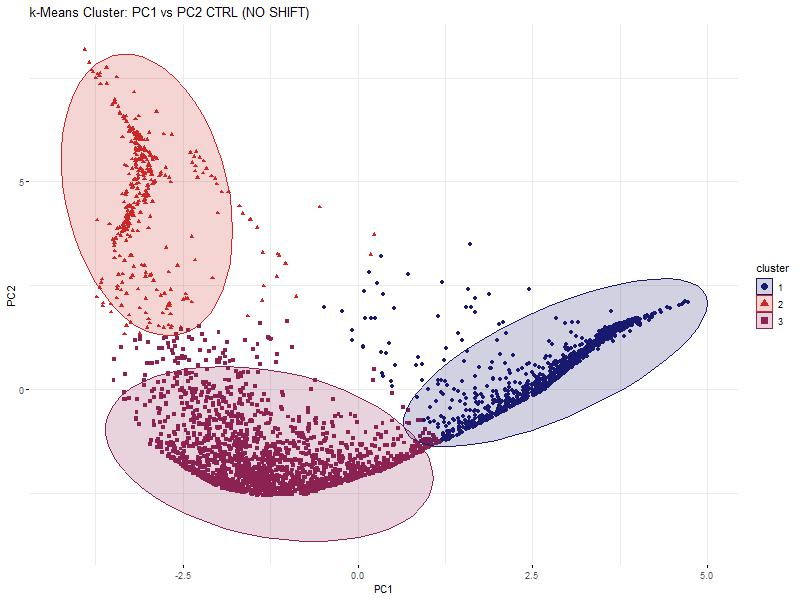 k-Means Cluster: PC1 vs PC2 CTRL (NO SHIFT)
5
0
PC2
-2.5
0.0
2.5
5.0
PC1
cluster
1
2
3